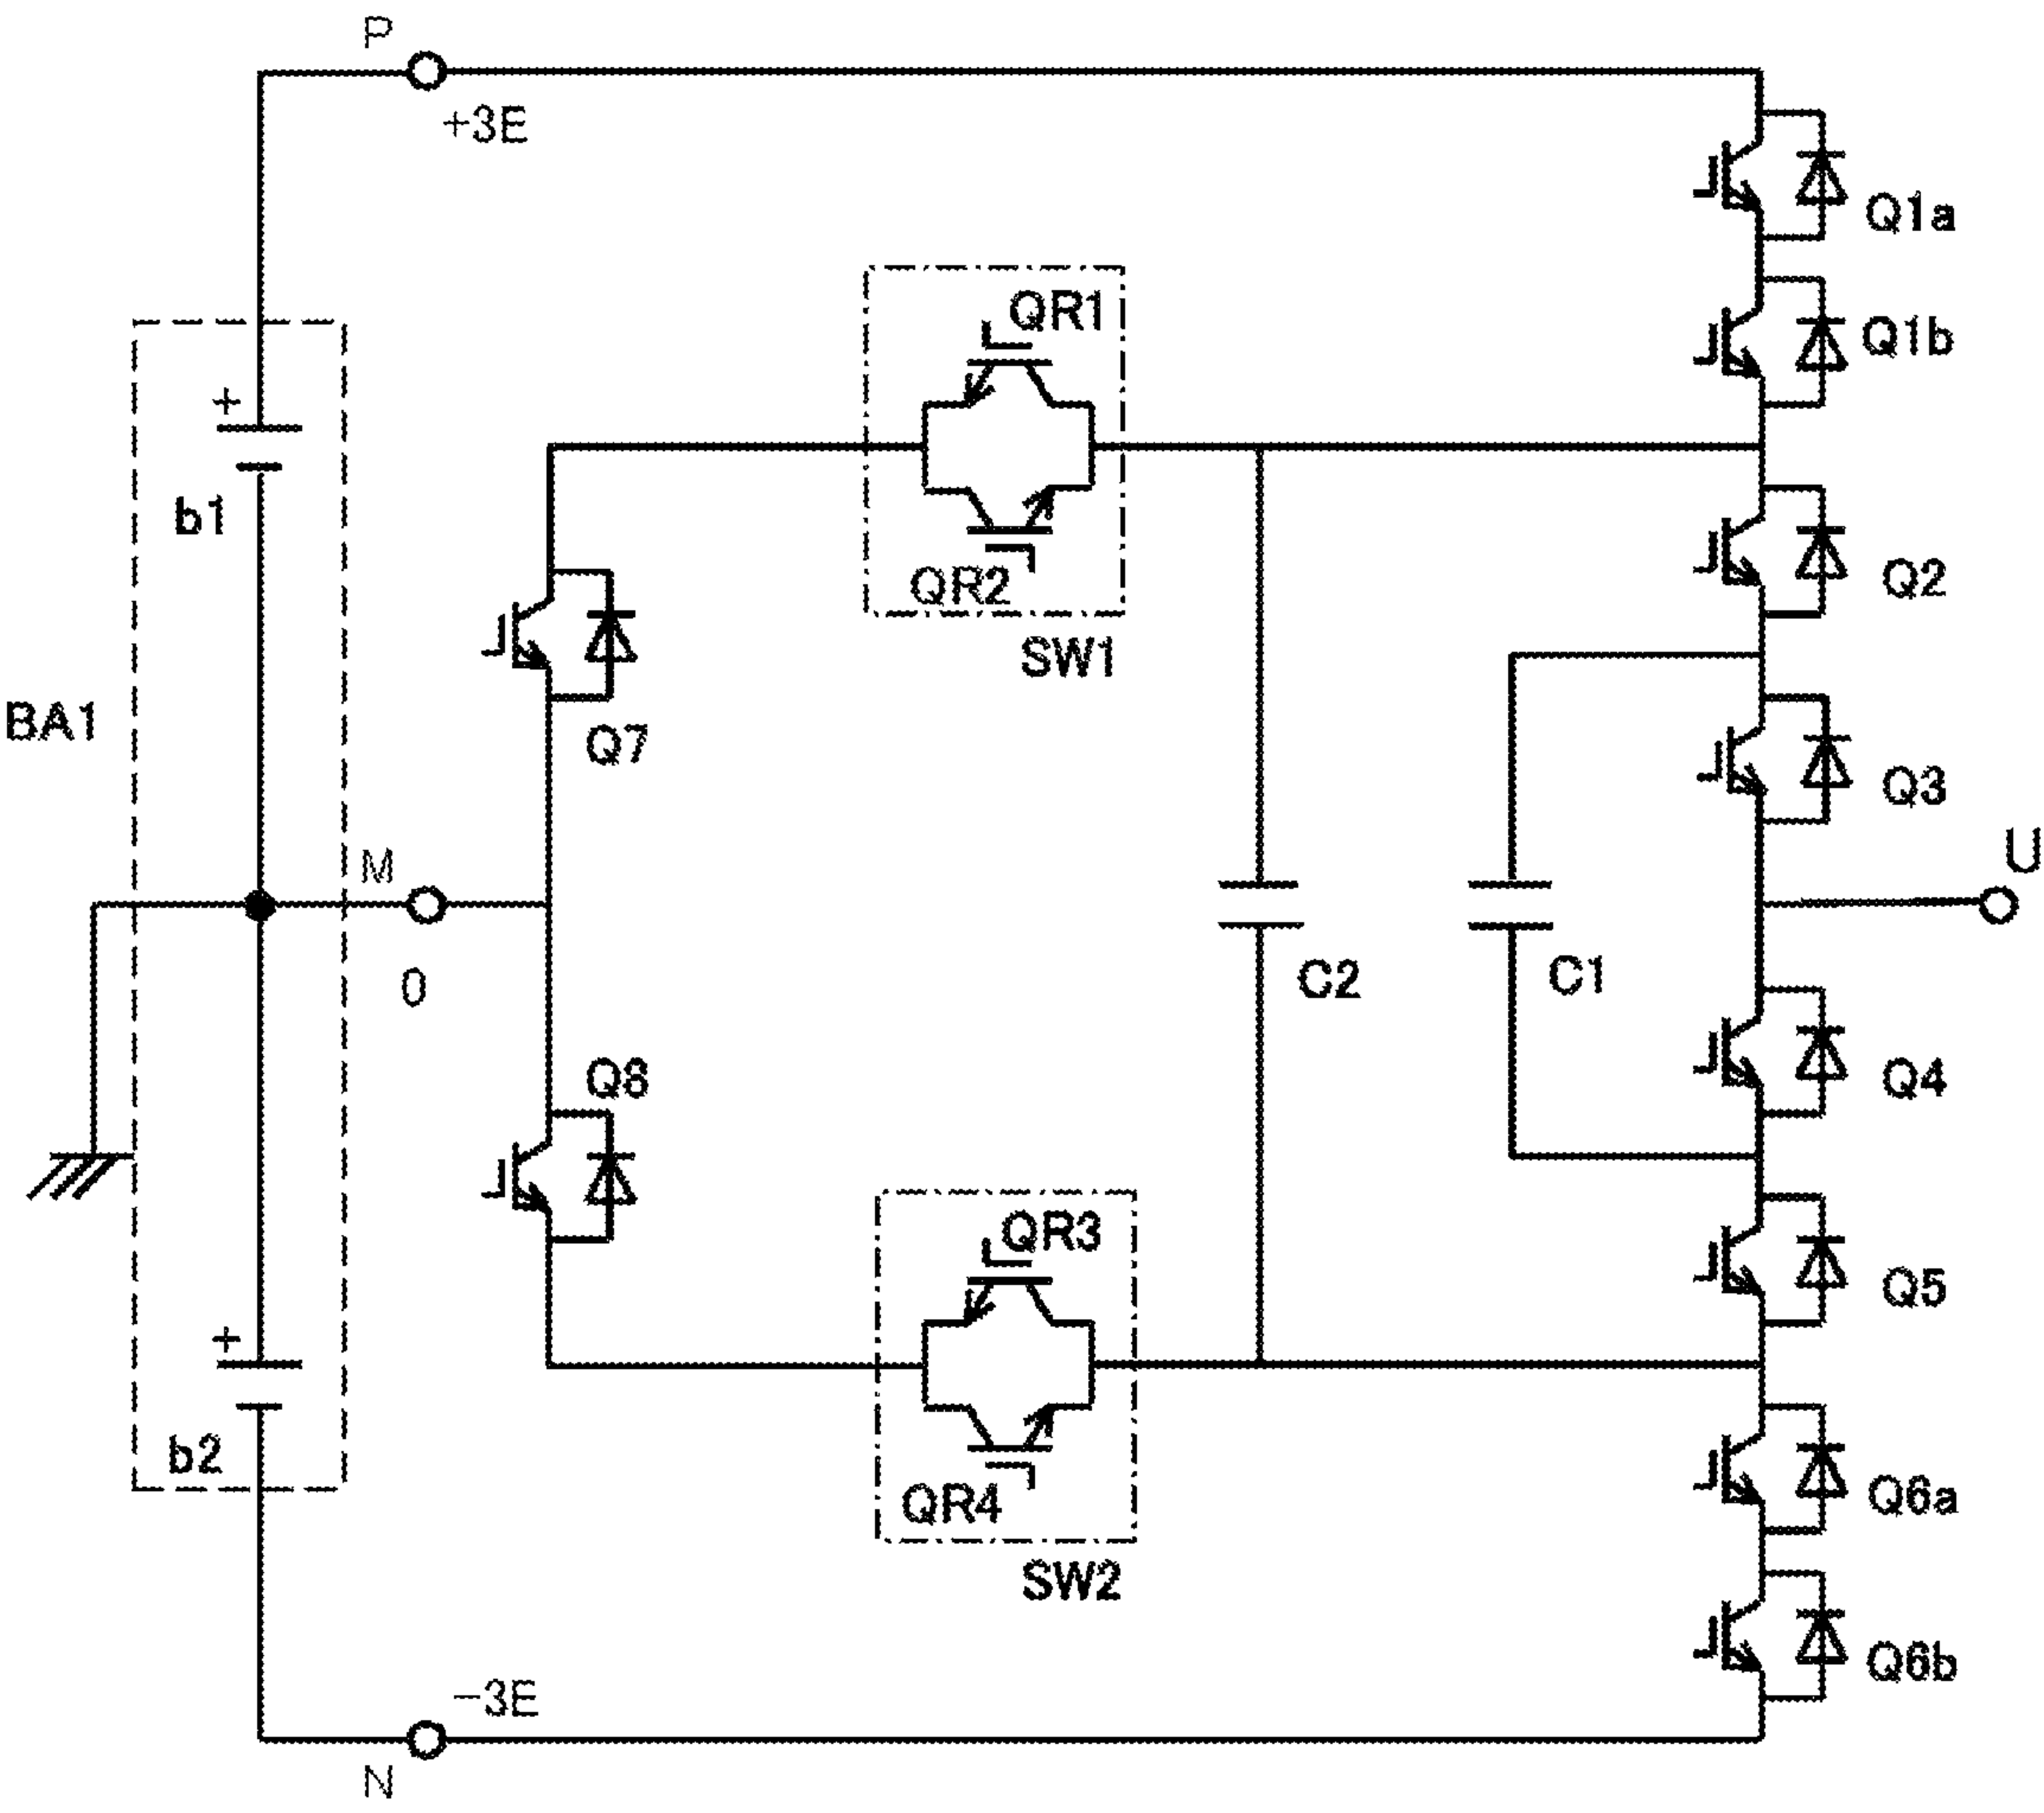 P
+3E
Q1a
QR1
Q1b
+
b1
QR2
Q2
SW1
BA1
Q7
Q3
M
U
0
C2
C1
Q8
Q4
QR3
Q5
+
b2
QR4
Q6a
SW2
Q6b
-3E
N